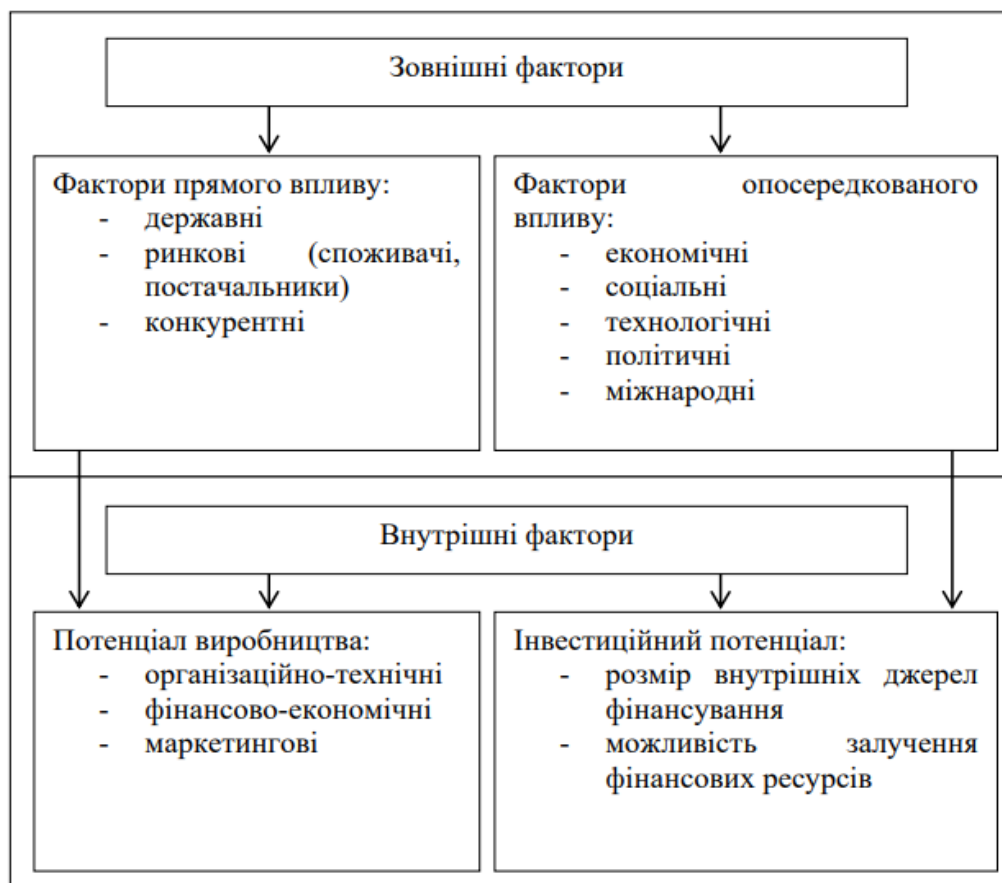 Зовнішні фактори
Фактори прямого впливу:
- державні
- ринкові (споживачі,
постачальники)
- конкурентні
Фактори опосередкованого
впливу:
- економічні
- соціальні
- технологічні
- політичні
- міжнародні
Внутрішні фактори
Потенціал виробництва:
- організаційно-технічні
- фінансово-економічні
- маркетингові
Інвестиційний потенціал:
- розмір внутрішніх джерел
фінансування
- можливість залучення
фінансових ресурсів